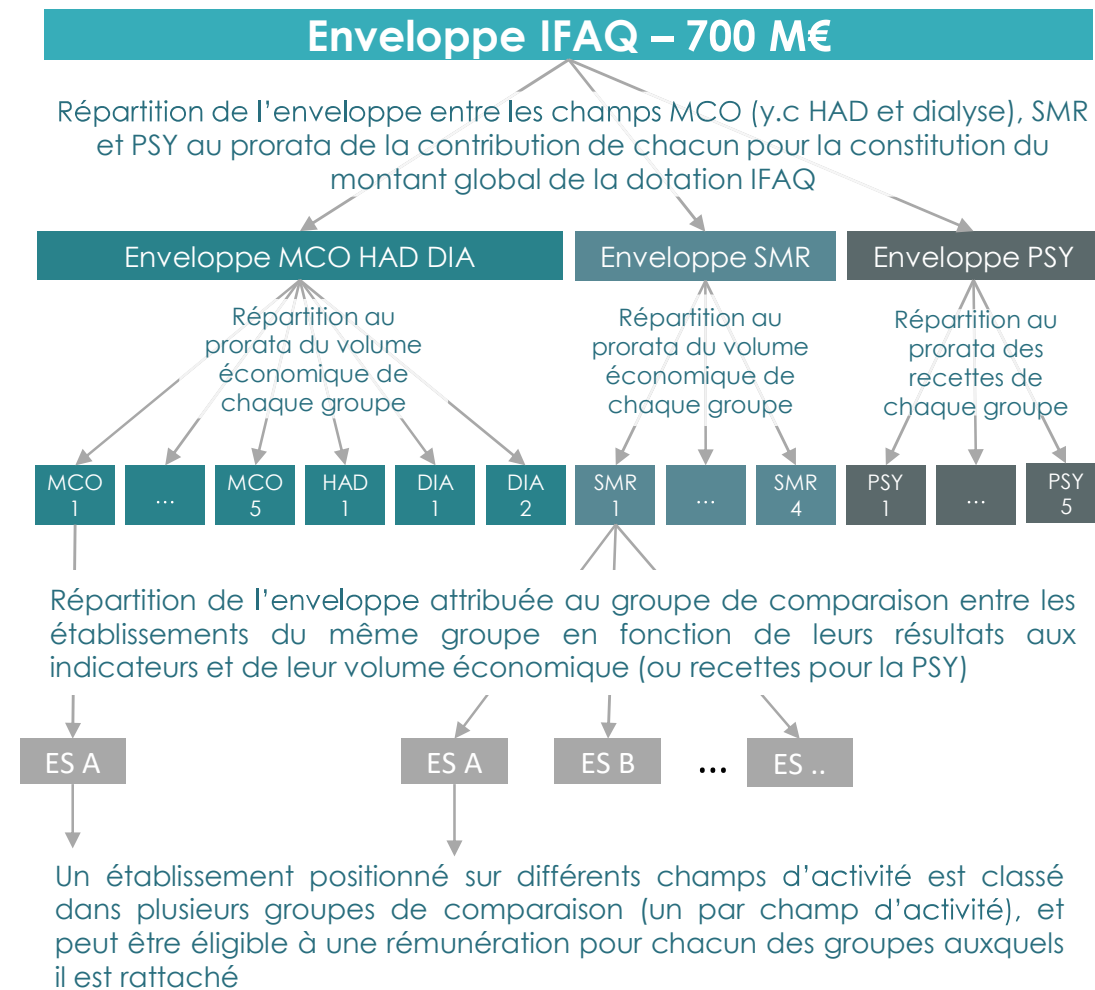 Enveloppe IFAQ – 700 M€
Répartition de l'enveloppe entre les champs MCO (y.c HAD et dialyse), SMR
et PSY au prorata de la contribution de chacun pour la constitution du
montant global de la dotation IFAQ
Enveloppe MCO HAD DIA
Enveloppe SMR
Enveloppe PSY
Répartition au
prorata du volume
économique de
chaque groupe
Répartition au
prorata du volume
économique de
chaque groupe
Répartition au
prorata des
recettes de
chaque groupe
MCO
1
...
MCO
5
HAD
1
DIA
1
DIA
2
SMR
1
...
SMR
4
PSY
1
...
PSY
5
Répartition de l'enveloppe attribuée au groupe de comparaison entre les
établissements du même groupe en fonction de leurs résultats aux
indicateurs et de leur volume économique (ou recettes pour la PSY)
ES A
ES A
ES B
...
ES ..
Un établissement positionné sur différents champs d'activité est classé
dans plusieurs groupes de comparaison (un par champ d'activité), et
peut être éligible à une rémunération pour chacun des groupes auxquels
il est rattaché